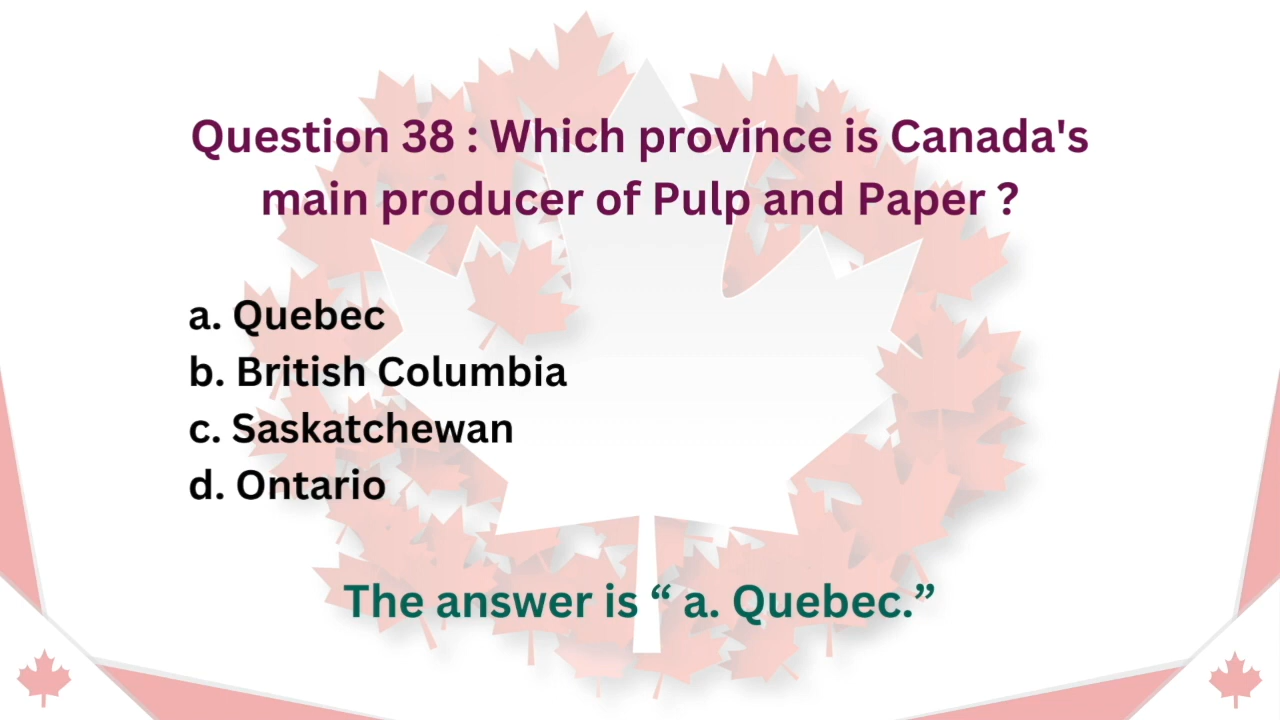 Question 38 : Which province is Canada's
main producer of Pulp and Paper ?
a. Quebec
b. British Columbia
c. Saskatchewan
d. Ontario
The answer is “ a. Quebec.”